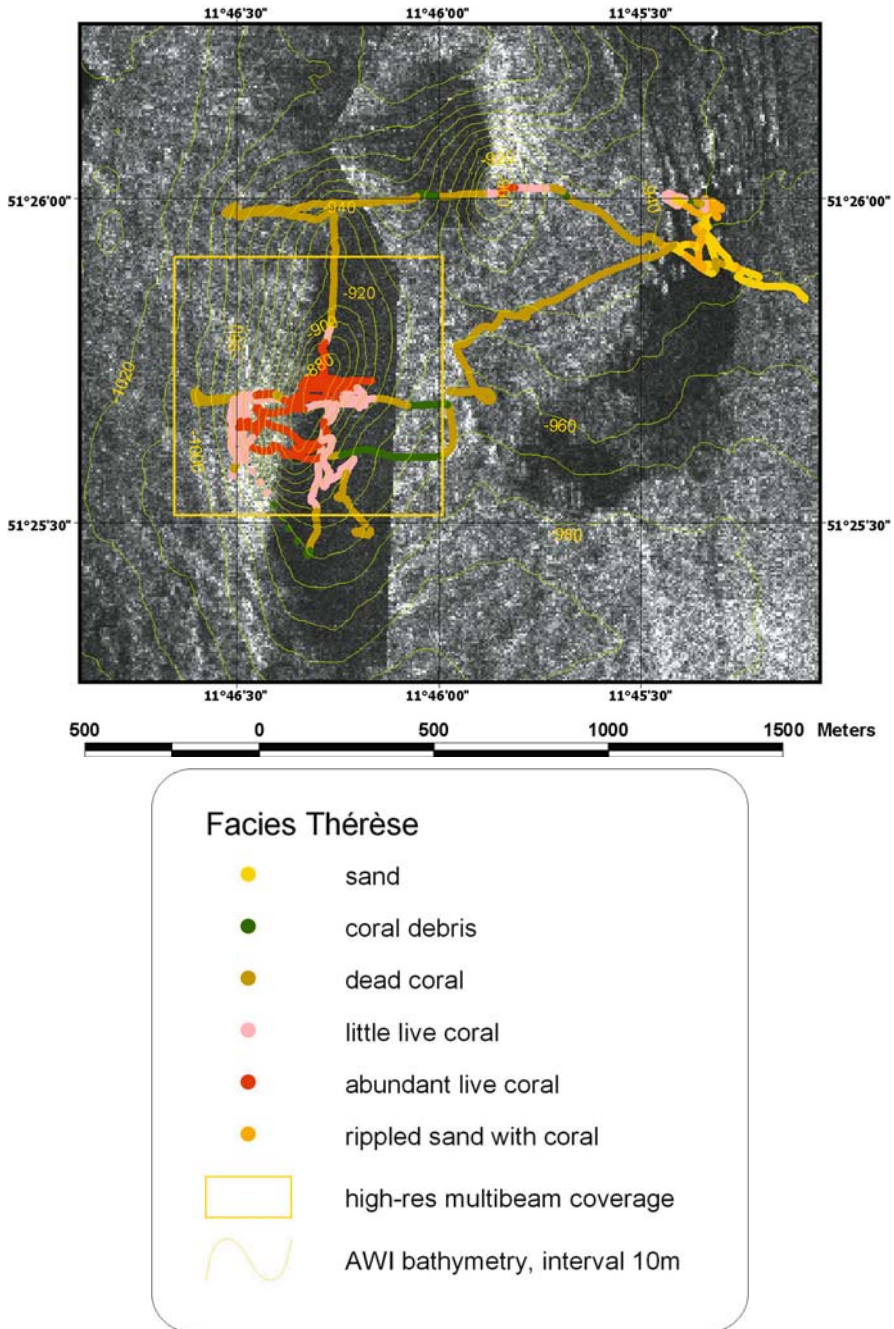 11°46'30" 11°46'00" 11°45'30"
-920
51°26'00" 51°26'00"
-940
-940
-920
-900
-880
-1020
-960
51°25'30" 51°25'30"
-980
11°46'30" 11°46'00" 11°45'30"
500 0 500 1000 1500 Meters
Facies Thérèse
sand
coral debris
dead coral
little live coral
abundant live coral
rippled sand with coral
high-res multibeam coverage
AWI bathymetry, interval 10m